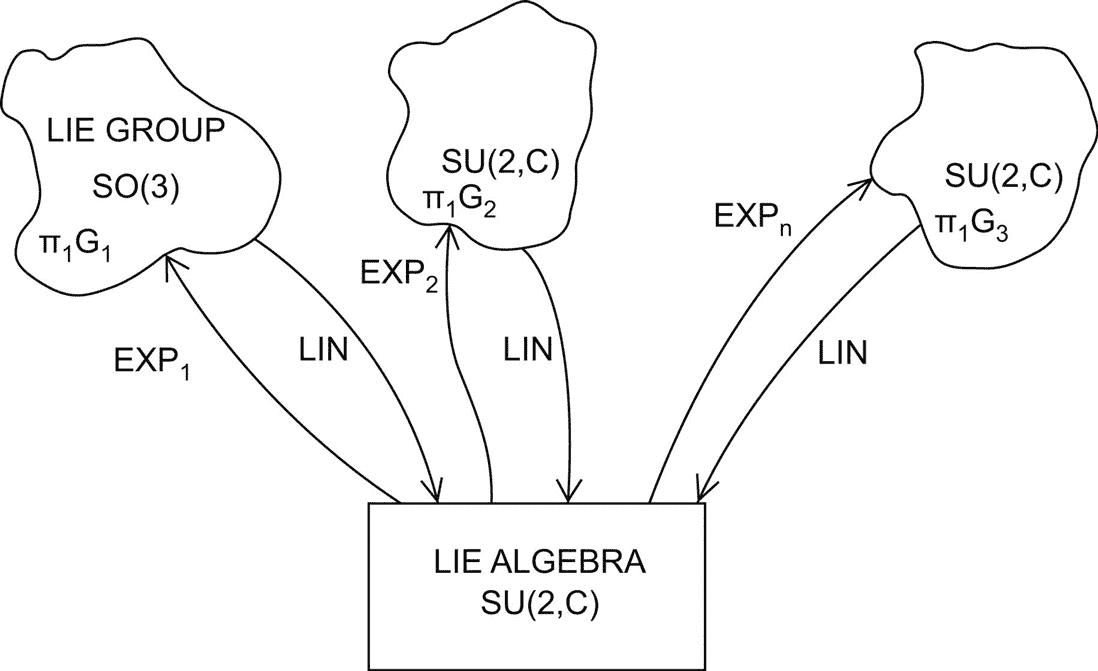 LIE GROUP
SO(3)
π₁G₁
SU(2,C)
π₁G₂
SU(2,C)
π₁G₃
EXP₁
LIN
EXP₂
LIN
EXPₙ
LIN
LIE ALGEBRA
SU(2,C)